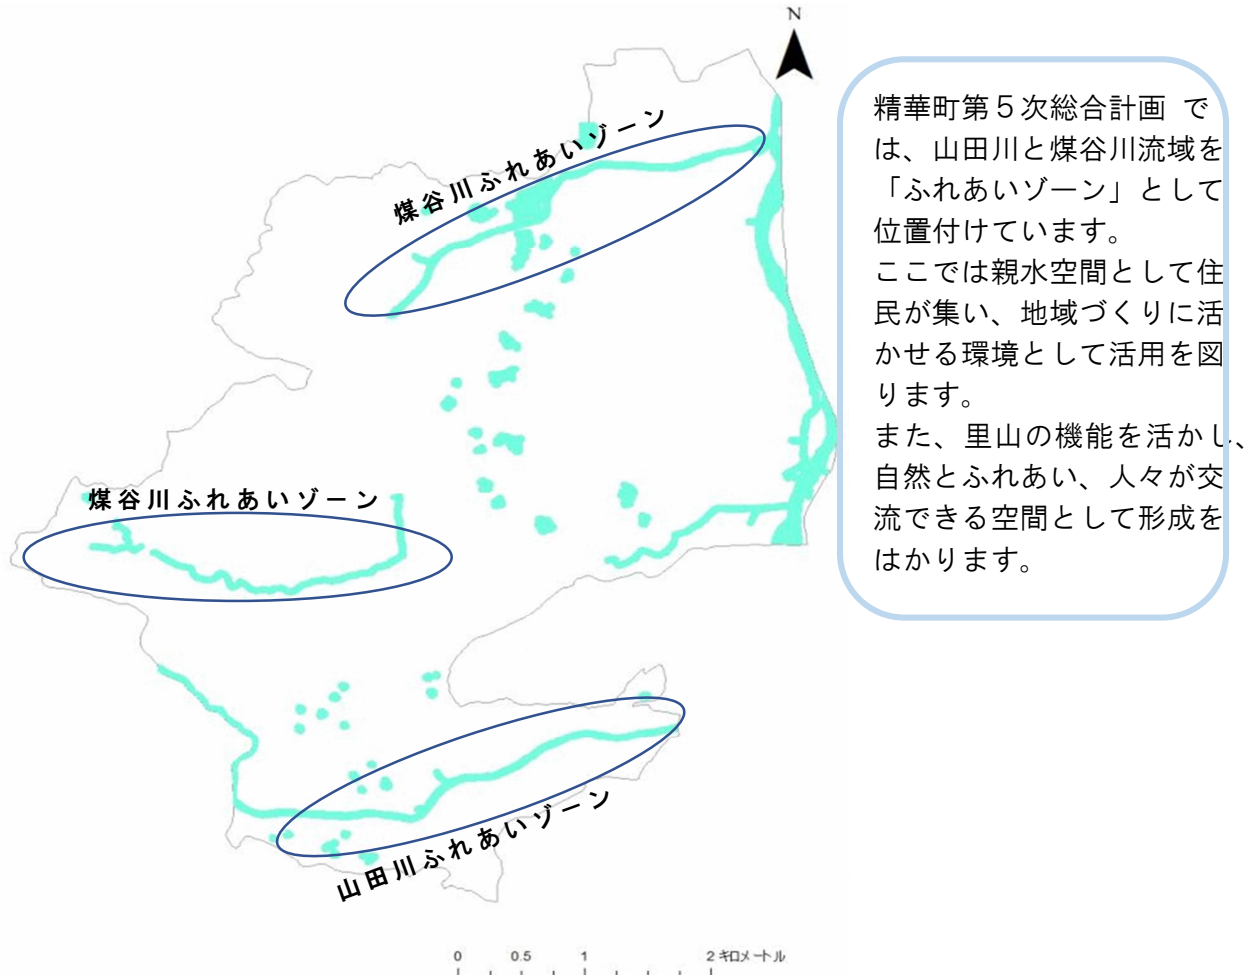 N
煤谷川ふれあいゾーン
精華町第５次総合計画 で
は、山田川と煤谷川流域を
「ふれあいゾーン」として
位置付けています。
ここでは親水空間として住
民が集い、地域づくりに活
かせる環境として活用を図
ります。
また、里山の機能を活かし、
自然とふれあい、人々が交
流できる空間として形成を
はかります。
煤谷川ふれあいゾーン
山田川ふれあいゾーン
0 0.5 1 2 キロメートル